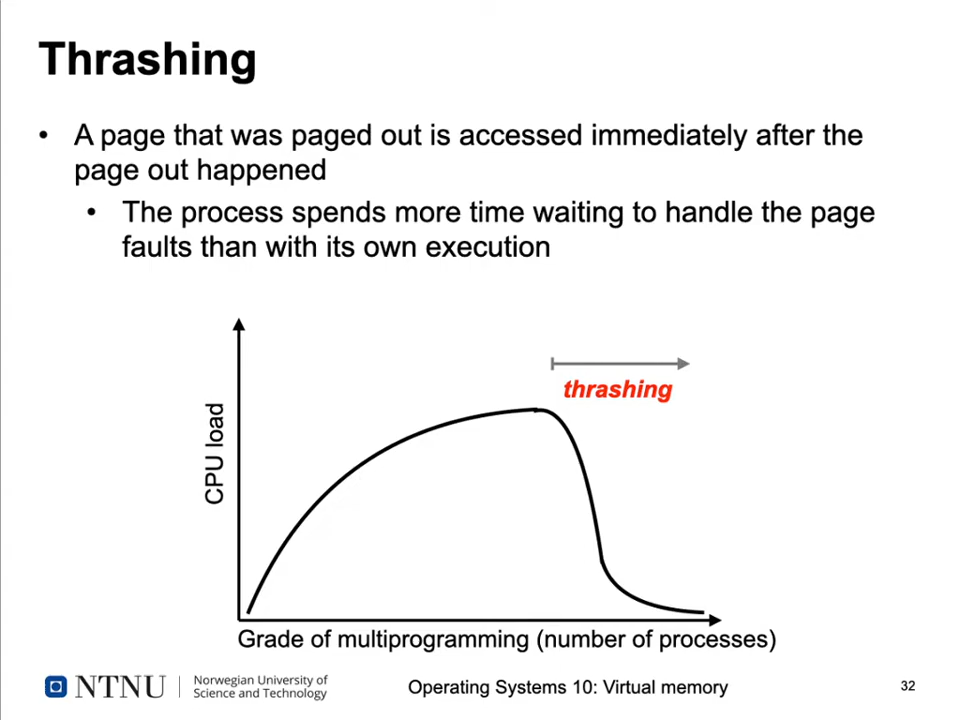 Thrashing
• A page that was paged out is accessed immediately after the
page out happened
• The process spends more time waiting to handle the page
faults than with its own execution
thrashing
CPU load
Grade of multiprogramming (number of processes)
NTNU
Norwegian University of
Science and Technology
Operating Systems 10: Virtual memory
32